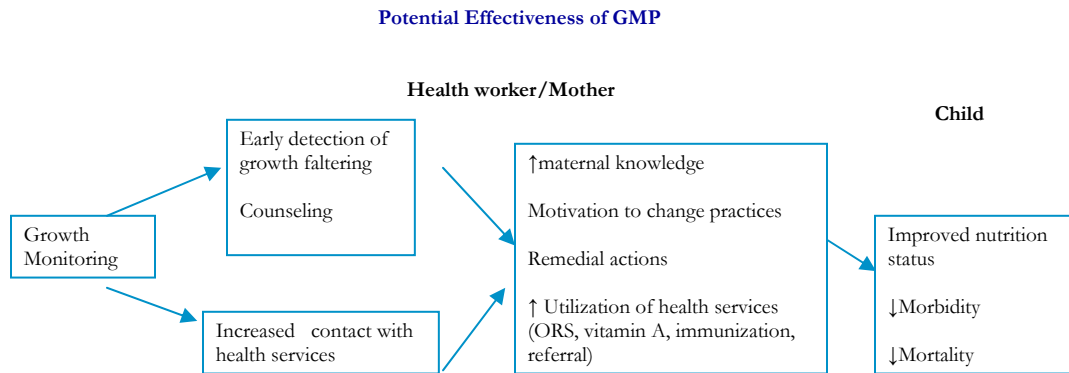 Potential Effectiveness of GMP
Health worker/Mother
Child
Growth
Monitoring
Early detection of
growth faltering
Counseling
Increased contact with
health services
↑maternal knowledge
Motivation to change practices
Remedial actions
↑ Utilization of health services
(ORS, vitamin A, immunization,
referral)
Improved nutrition
status
↓Morbidity
↓Mortality